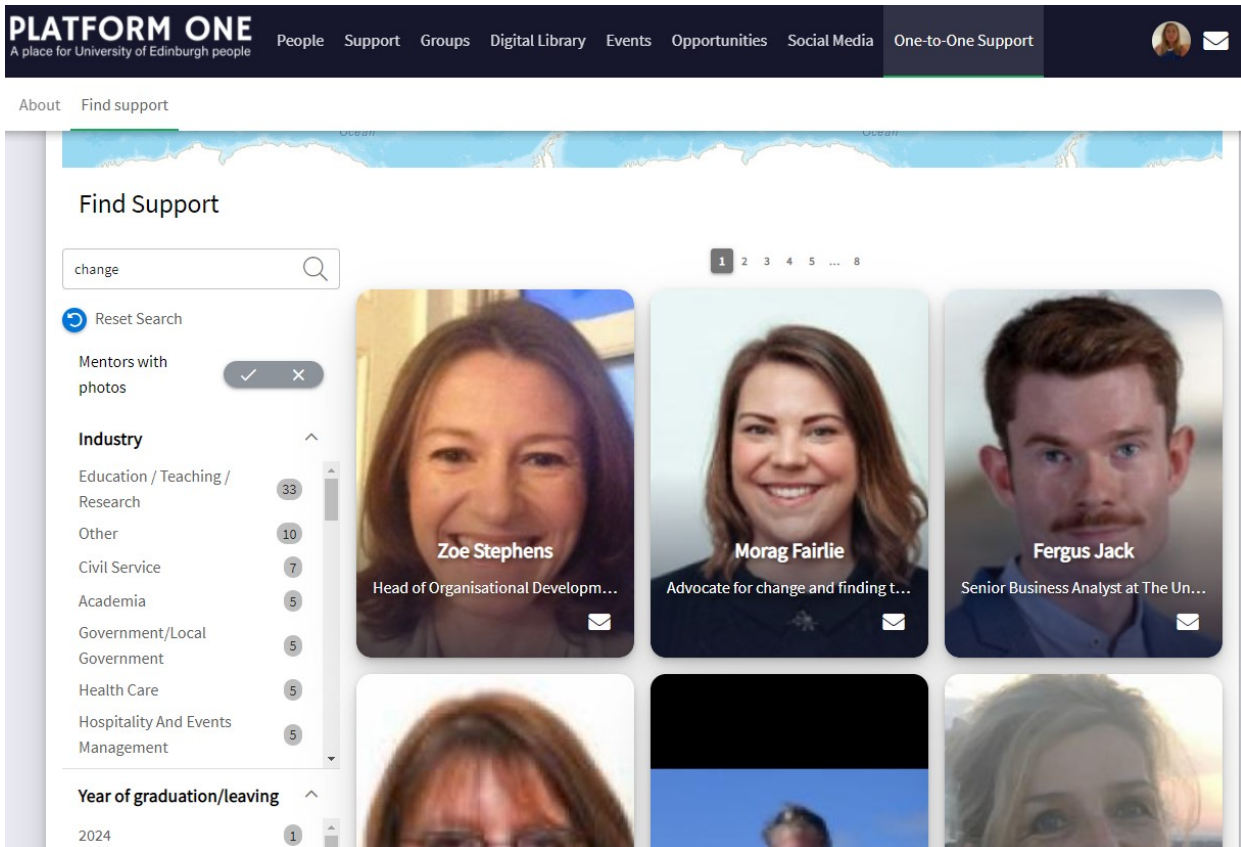 PLATFORM ONE
A place for University of Edinburgh people
People Support Groups Digital Library Events Opportunities Social Media One-to-One Support
About Find support
Ocean Ocean
Find Support
change
1 2 3 4 5 ... 8
Reset Search
Mentors with
photos
Industry
Education / Teaching /
Research
33
Other 10
Civil Service 7
Academia 5
Government/Local
Government
5
Health Care 5
Hospitality And Events
Management
5
Year of graduation/leaving
2024 1
Zoe Stephens
Head of Organisational Developm...
Morag Fairlie
Advocate for change and finding t...
Fergus Jack
Senior Business Analyst at The Un...